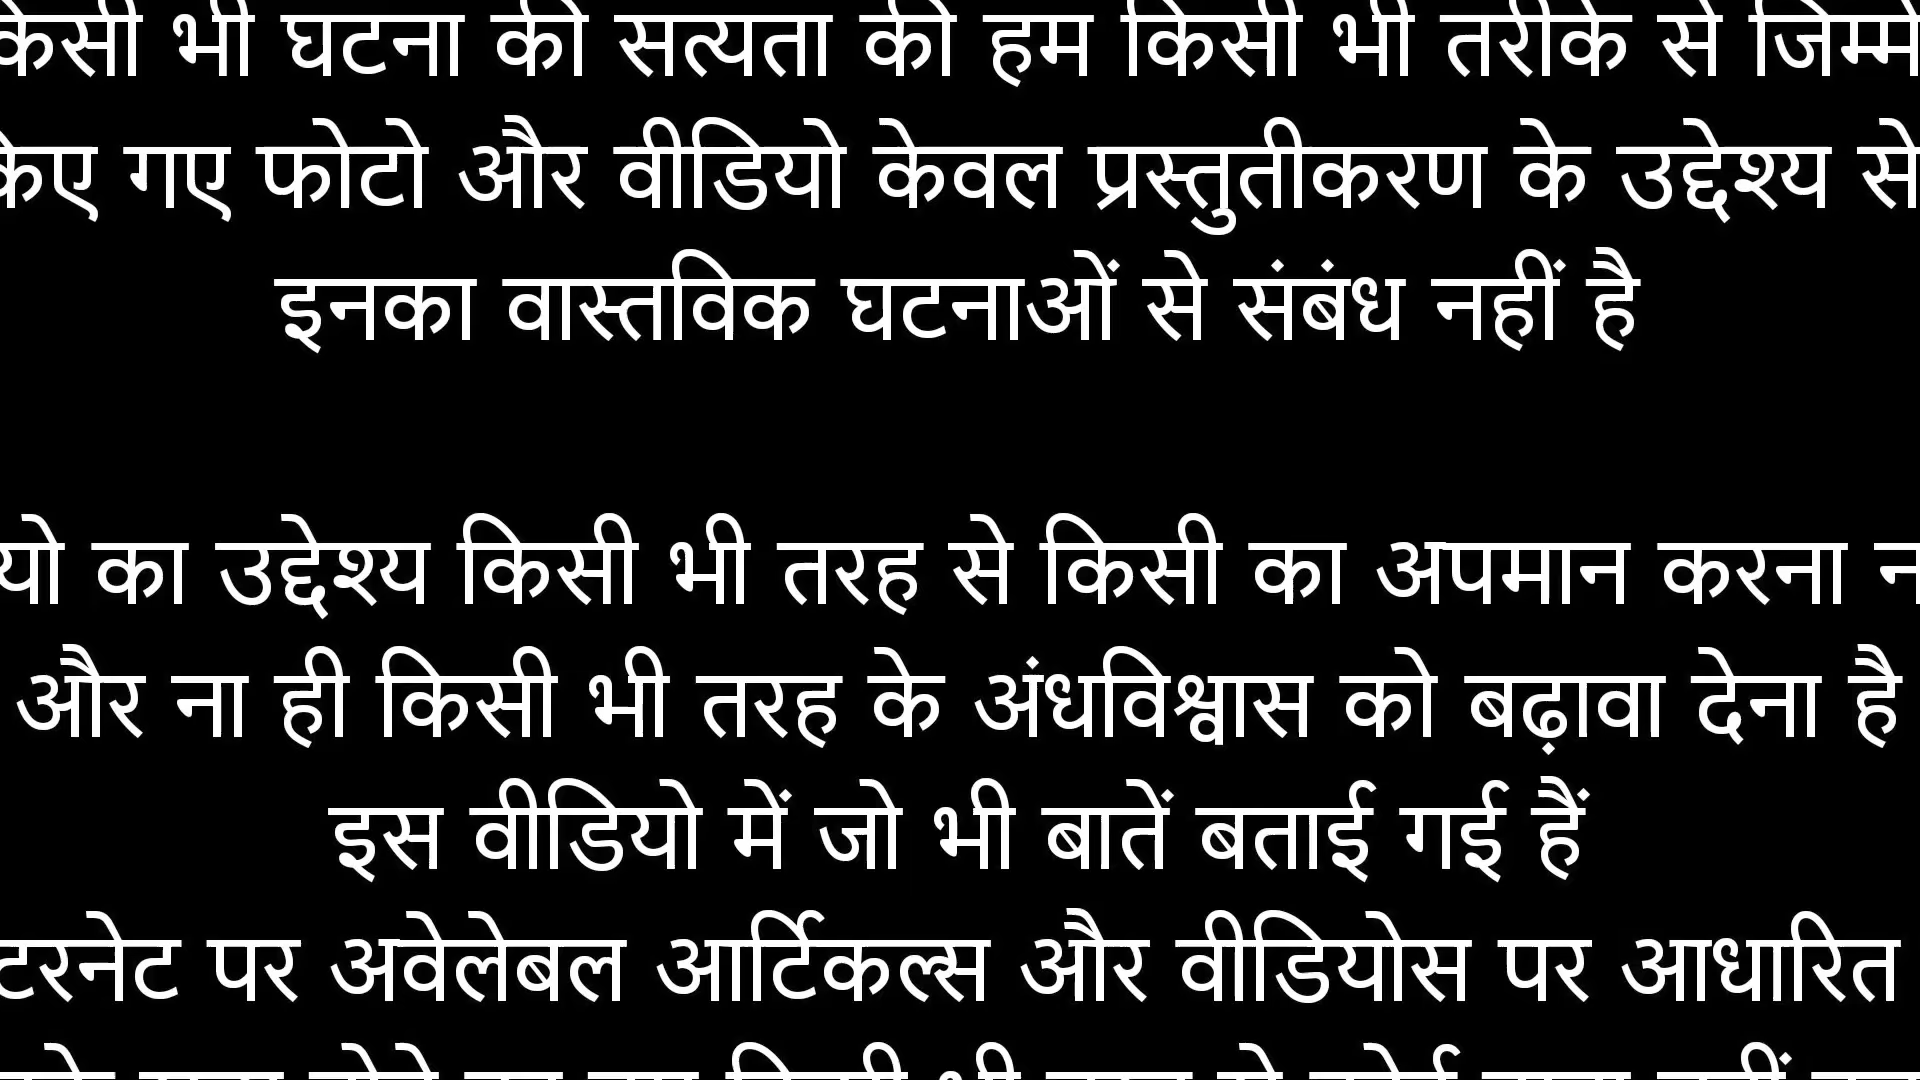 किसी भी घटना की सत्यता की हम किसी भी तरीके से
किए गए फोटो और वीडियो केवल प्रस्तुतीकरण के उद्देश्य से
इनका वास्तविक घटनाओं से संबंध नहीं है
का उद्देश्य किसी भी तरह से किसी का अपमान करना
और ना ही किसी भी तरह के अंधविश्वास को बढ़ावा देना है
इस वीडियो में जो भी बातें बताई गई हैं
पर अवेलेबल आर्टिकल्स और वीडियोस पर आधारित